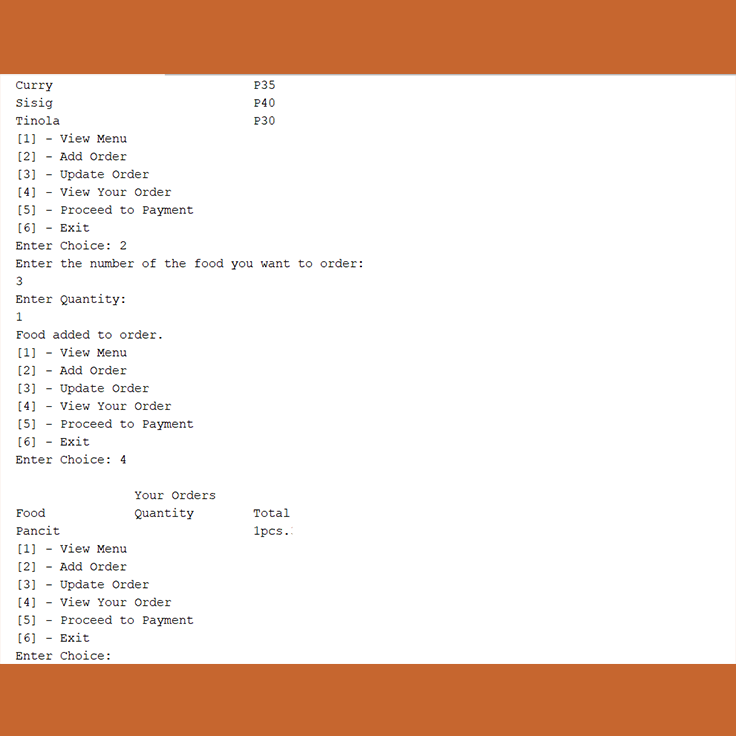 Curry P35
Sisig P40
Tinola P30
[1] - View Menu
[2] - Add Order
[3] - Update Order
[4] - View Your Order
[5] - Proceed to Payment
[6] - Exit
Enter Choice: 2
Enter the number of the food you want to order:
3
Enter Quantity:
1
Food added to order.
[1] - View Menu
[2] - Add Order
[3] - Update Order
[4] - View Your Order
[5] - Proceed to Payment
[6] - Exit
Enter Choice: 4
Your Orders
Food Quantity Total
Pancit 1pcs.
[1] - View Menu
[2] - Add Order
[3] - Update Order
[4] - View Your Order
[5] - Proceed to Payment
[6] - Exit
Enter Choice: